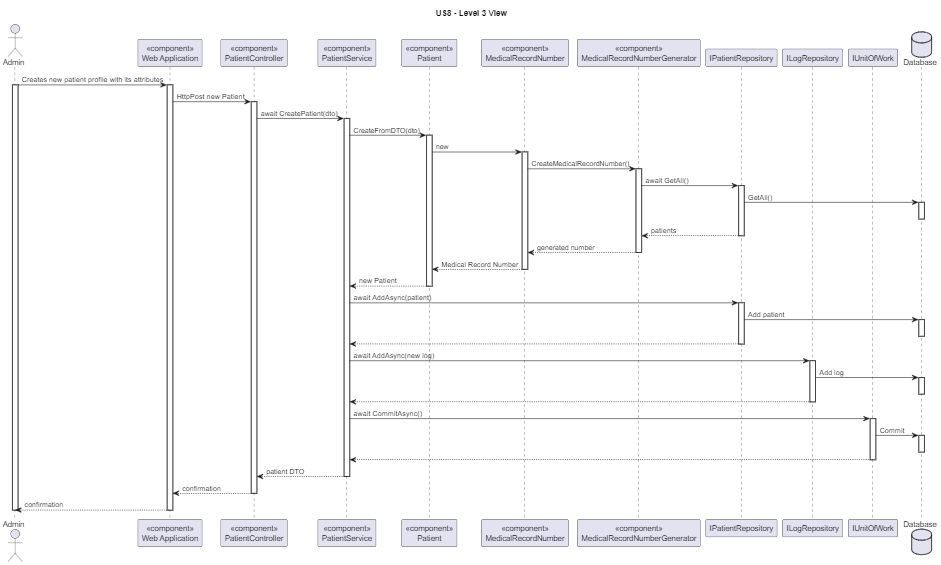 US8 - Level 3 View
Admin
«component»
Web Application
«component»
PatientController
«component»
PatientService
«component»
Patient
«component»
MedicalRecordNumber
«component»
MedicalRecordNumberGenerator
IPatientRepository
ILogRepository
IUnitOfWork
Database
Creates new patient profile with its attributes
HttpPost new Patient
await CreatePatient(dto)
CreateFromDTO(dto)
new
CreateMedicalRecordNumber()
await GetAll()
GetAll()
patients
generated number
Medical Record Number
new Patient
await AddAsync(patient)
Add patient
await AddAsync(new log)
Add log
await CommitAsync()
Commit
patient DTO
confirmation
confirmation
Admin
«component»
Web Application
«component»
PatientController
«component»
PatientService
«component»
Patient
«component»
MedicalRecordNumber
«component»
MedicalRecordNumberGenerator
IPatientRepository
ILogRepository
IUnitOfWork
Database